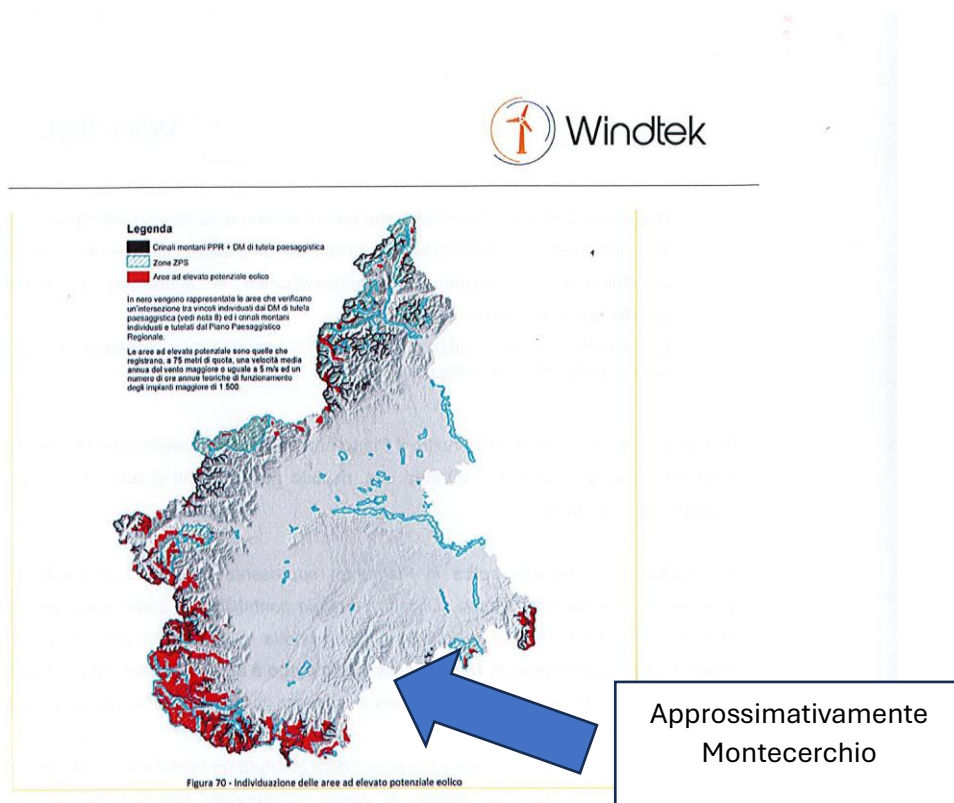 Windtek
Legenda
Crinali montani PPR + DM di tutela paesaggistica
Zone ZPS
Aree ad elevato potenziale eolico
In nero vengono rappresentate le aree che verificano
un'intersezione tra vincoli individuati dai DM di tutela
paesaggistica (vedi nota 8) ed i crinali montani
individuati e tutelati dal Piano Paesaggistico
Regionale.
Le aree ad elevato potenziale sono quelle che
registrano, a 75 metri di quota, una velocità media
annua del vento maggiore o uguale a 5 m/s ed un
numero di ore annue teoriche di funzionamento
degli impianti maggiore di 1.500.
Approssimativamente
Montecerchio
Figura 70 - Individuazione delle aree ad elevato potenziale eolico